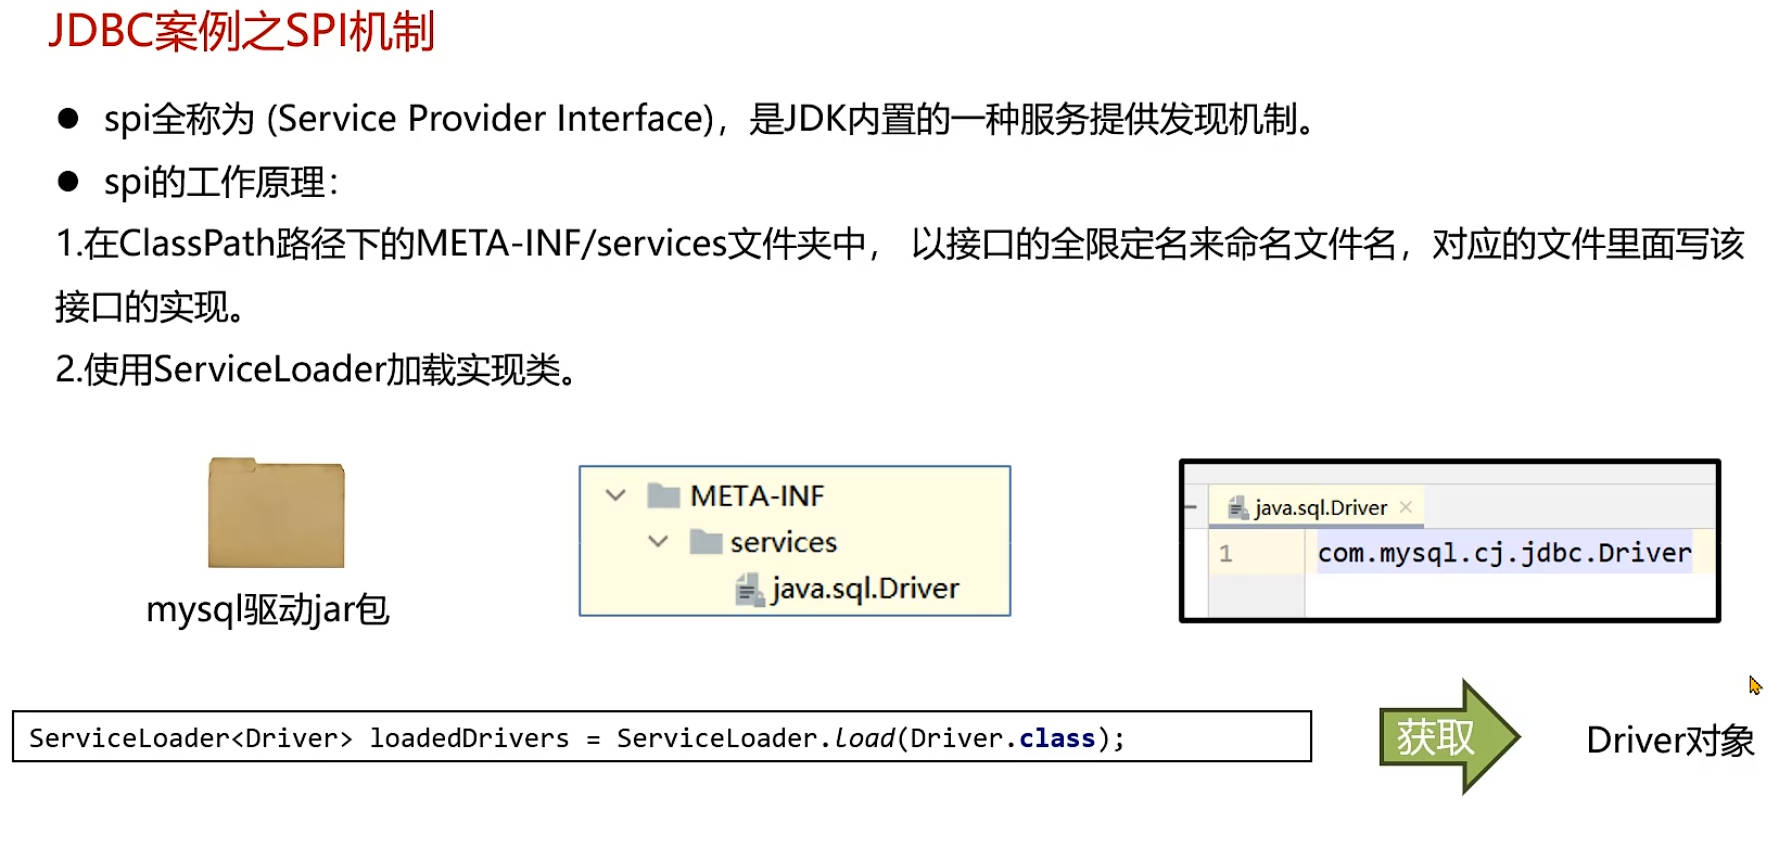 JDBC案例之SPI机制
spi全称为 (Service Provider Interface)，是JDK内置的一种服务提供发现机制。
spi的工作原理：
1.在ClassPath路径下的META-INF/services文件夹中， 以接口的全限定名来命名文件名，对应的文件里面写该
接口的实现。
2.使用ServiceLoader加载实现类。
mysql驱动jar包
META-INF
services
java.sql.Driver
java.sql.Driver
1 com.mysql.cj.jdbc.Driver
ServiceLoader<Driver> loadedDrivers = ServiceLoader.load(Driver.class);
获取
Driver对象